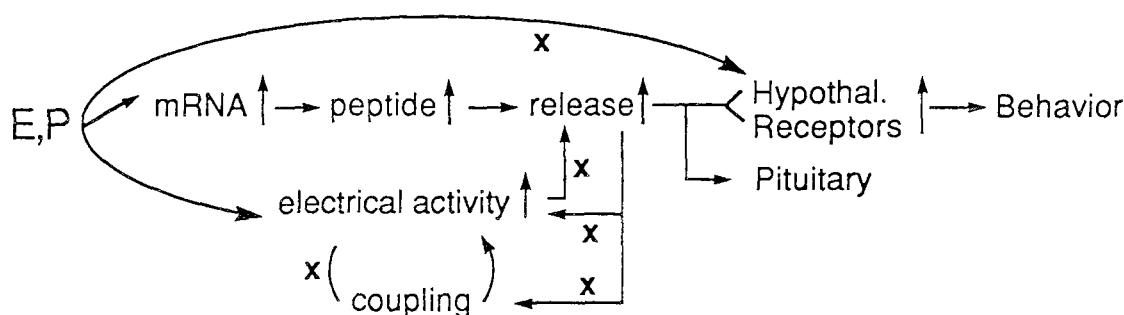 x
E,P
mRNA
peptide
release
Hypothal.
Receptors
Behavior
x
Pituitary
electrical activity
x
x
coupling
x